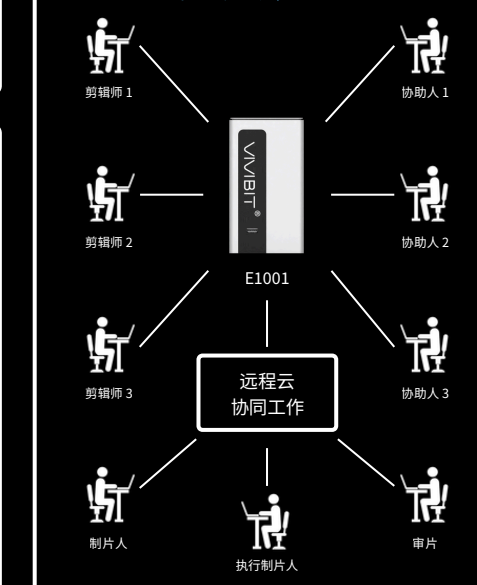 剪辑师 1
协助人 1
VIVIBIT®
剪辑师 2
协助人 2
E1001
剪辑师 3
远程云
协同工作
协助人 3
制片人
执行制片人
审片